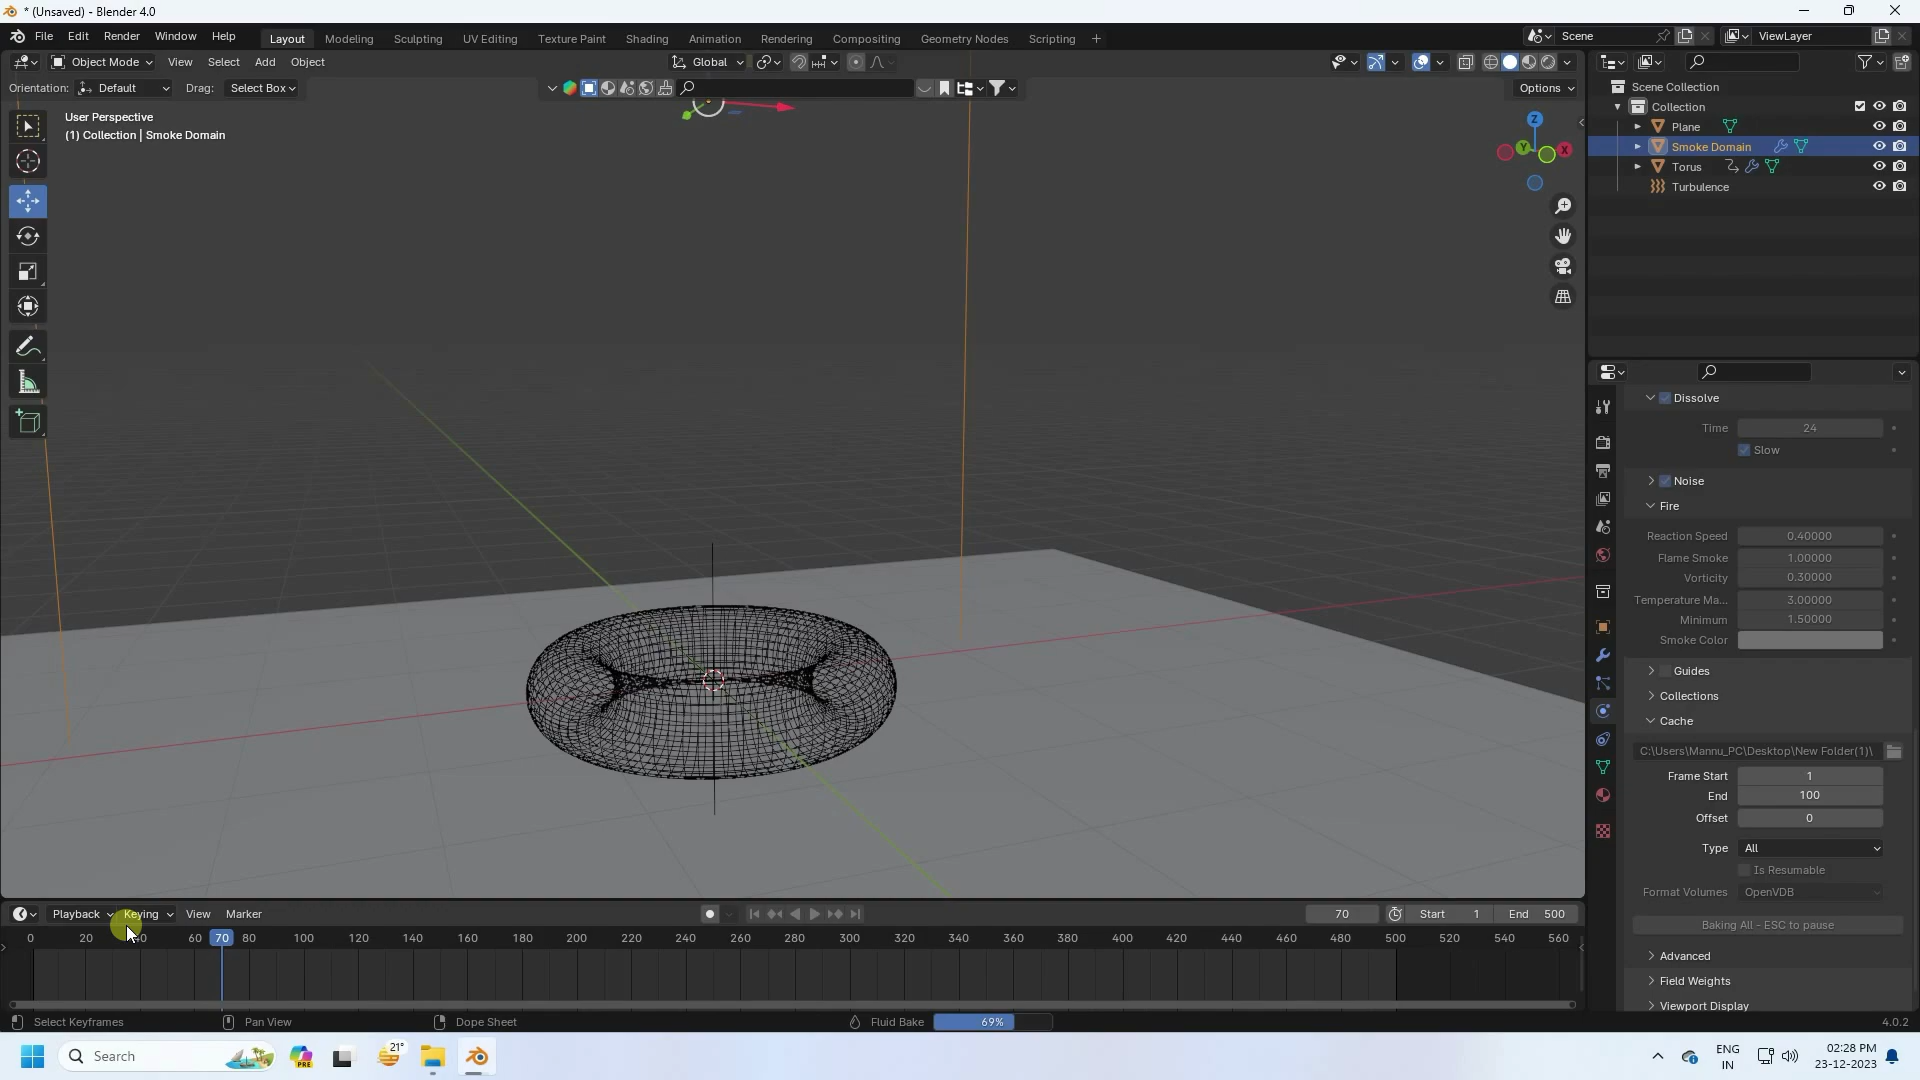 * (Unsaved) - Blender 4.0
File Edit Render Window Help Layout Modeling Sculpting UV Editing Texture Paint Shading Animation Rendering Compositing Geometry Nodes Scripting + Scene ViewLayer
Object Mode View Select Add Object Global
Orientation: Default Drag: Select Box Options
User Perspective
(1) Collection | Smoke Domain
Z
Y
X
Scene Collection
Collection
Plane
Smoke Domain
Torus
Turbulence
Dissolve
Time 24
Slow
Noise
Fire
Reaction Speed 0.40000
Flame Smoke 1.00000
Vorticity 0.30000
Temperature Ma... 3.00000
Minimum 1.50000
Smoke Color
Guides
Collections
Cache
C:\Users\Mannu_PC\Desktop\New Folder(1)\
Frame Start 1
End 100
Offset 0
Type All
Is Resumable
Format Volumes OpenVDB
Baking All - ESC to pause
Advanced
Field Weights
Viewport Display
Playback Keying View Marker 70 Start 1 End 500
0 20 40 60 70 80 100 120 140 160 180 200 220 240 260 280 300 320 340 360 380 400 420 440 460 480 500 520 540 560
Select Keyframes Pan View Dope Sheet Fluid Bake 69% 4.0.2
Search PRE 21° ENG IN 02:28 PM 23-12-2023